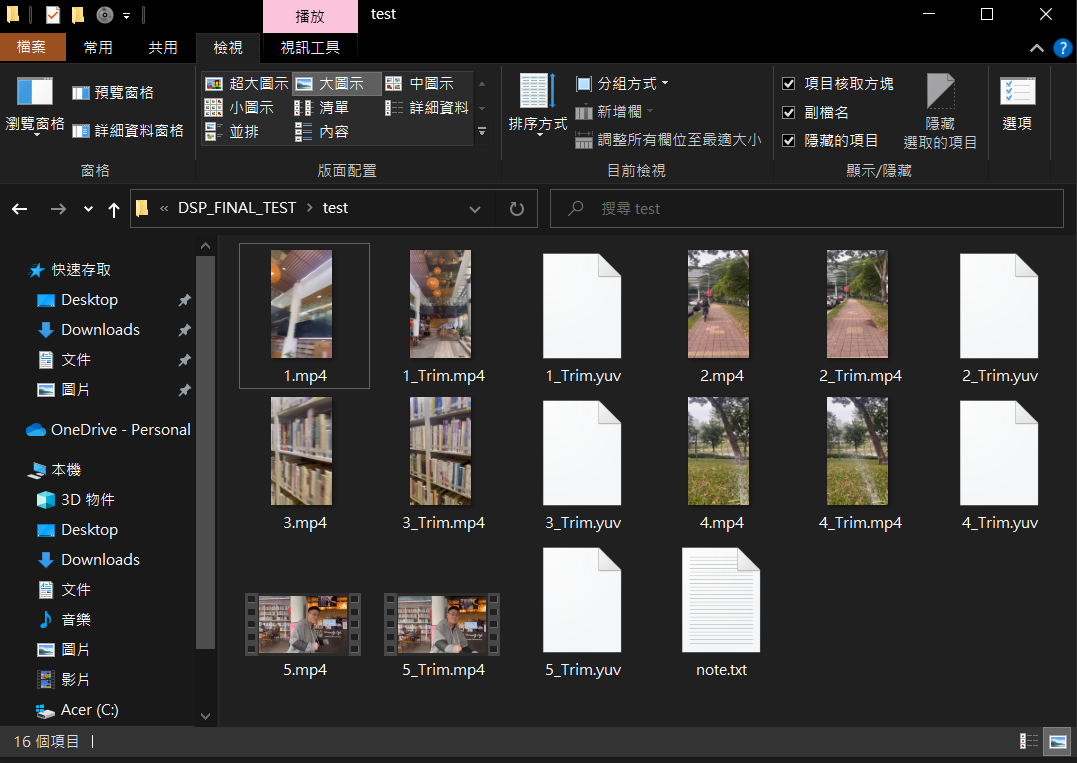 播放
test
檔案
常用
共用
檢視
視訊工具
瀏覽窗格
預覽窗格
詳細資料窗格
窗格
超大圖示
大圖示
中圖示
小圖示
清單
詳細資料
並排
內容
版面配置
排序方式
分組方式
新增欄
調整所有欄位至最適大小
目前檢視
項目核取方塊
副檔名
隱藏的項目
隱藏
選取的項目
顯示/隱藏
選項
« DSP_FINAL_TEST > test
搜尋 test
快速存取
Desktop
Downloads
文件
圖片
OneDrive - Personal
本機
3D 物件
Desktop
Downloads
文件
音樂
圖片
影片
Acer (C:)
1.mp4
1_Trim.mp4
1_Trim.yuv
2.mp4
2_Trim.mp4
2_Trim.yuv
3.mp4
3_Trim.mp4
3_Trim.yuv
4.mp4
4_Trim.mp4
4_Trim.yuv
5.mp4
5_Trim.mp4
5_Trim.yuv
note.txt
16 個項目